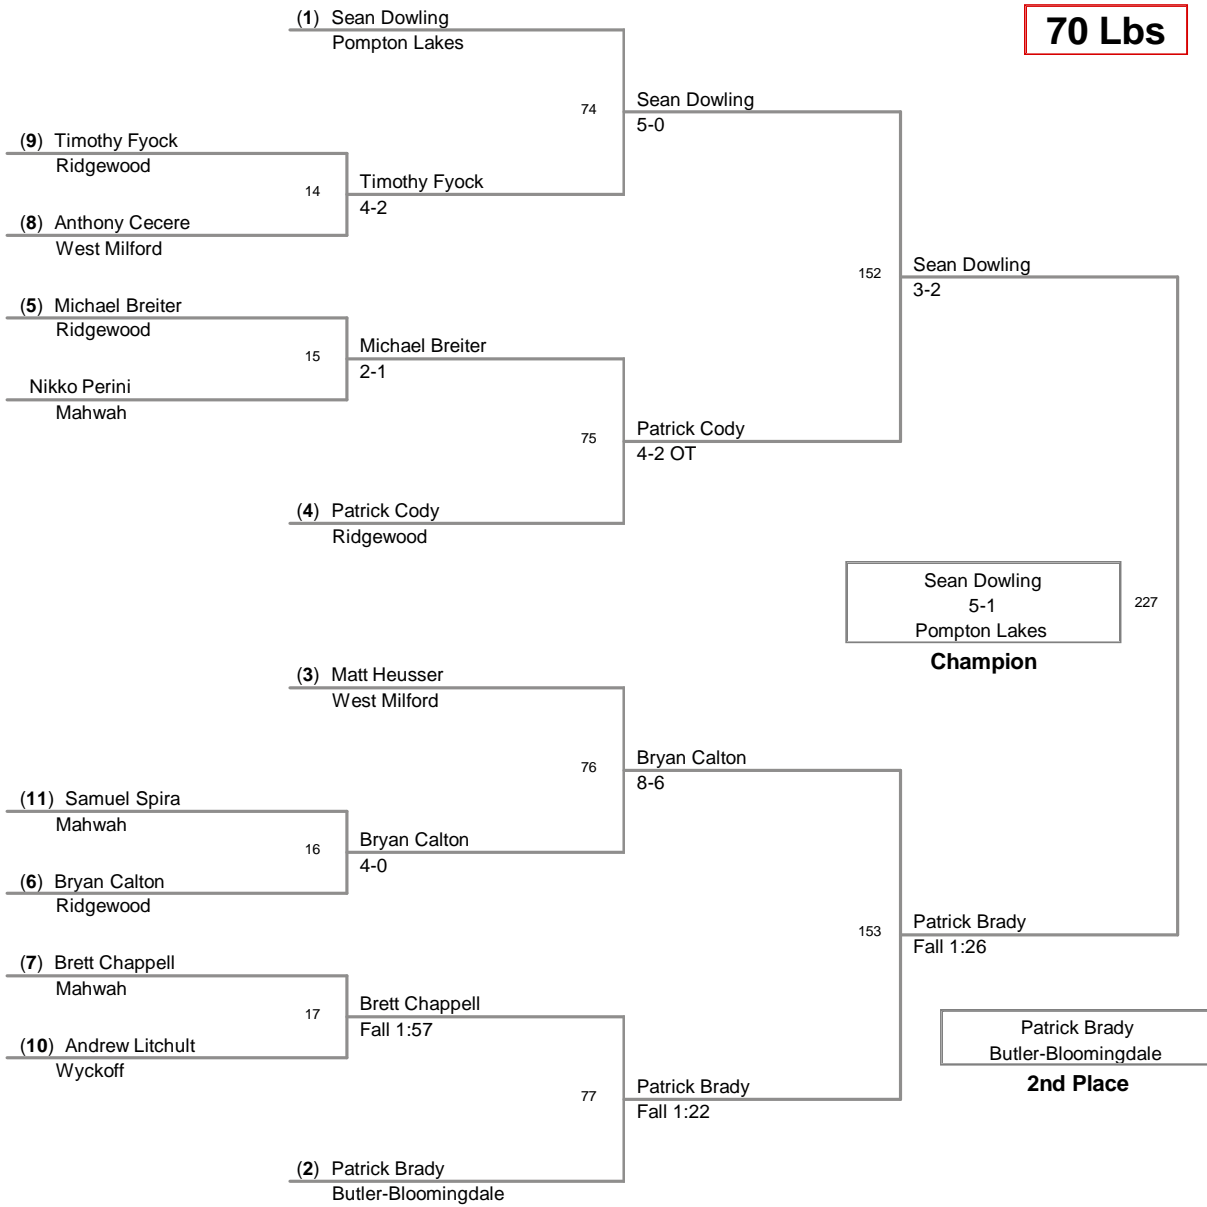 (1) Sean Dowling
Pompton Lakes
70 Lbs
74
Sean Dowling
5-0
(9) Timothy Fyock
Ridgewood
14
Timothy Fyock
4-2
(8) Anthony Cecere
West Milford
152
Sean Dowling
3-2
(5) Michael Breiter
Ridgewood
15
Michael Breiter
2-1
Nikko Perini
Mahwah
75
Patrick Cody
4-2 OT
(4) Patrick Cody
Ridgewood
Sean Dowling
5-1
Pompton Lakes
227
Champion
(3) Matt Heusser
West Milford
76
Bryan Calton
8-6
(11) Samuel Spira
Mahwah
16
Bryan Calton
4-0
(6) Bryan Calton
Ridgewood
153
Patrick Brady
Fall 1:26
(7) Brett Chappell
Mahwah
17
Brett Chappell
Fall 1:57
(10) Andrew Litchult
Wyckoff
Patrick Brady
Butler-Bloomingdale
2nd Place
77
Patrick Brady
Fall 1:22
(2) Patrick Brady
Butler-Bloomingdale